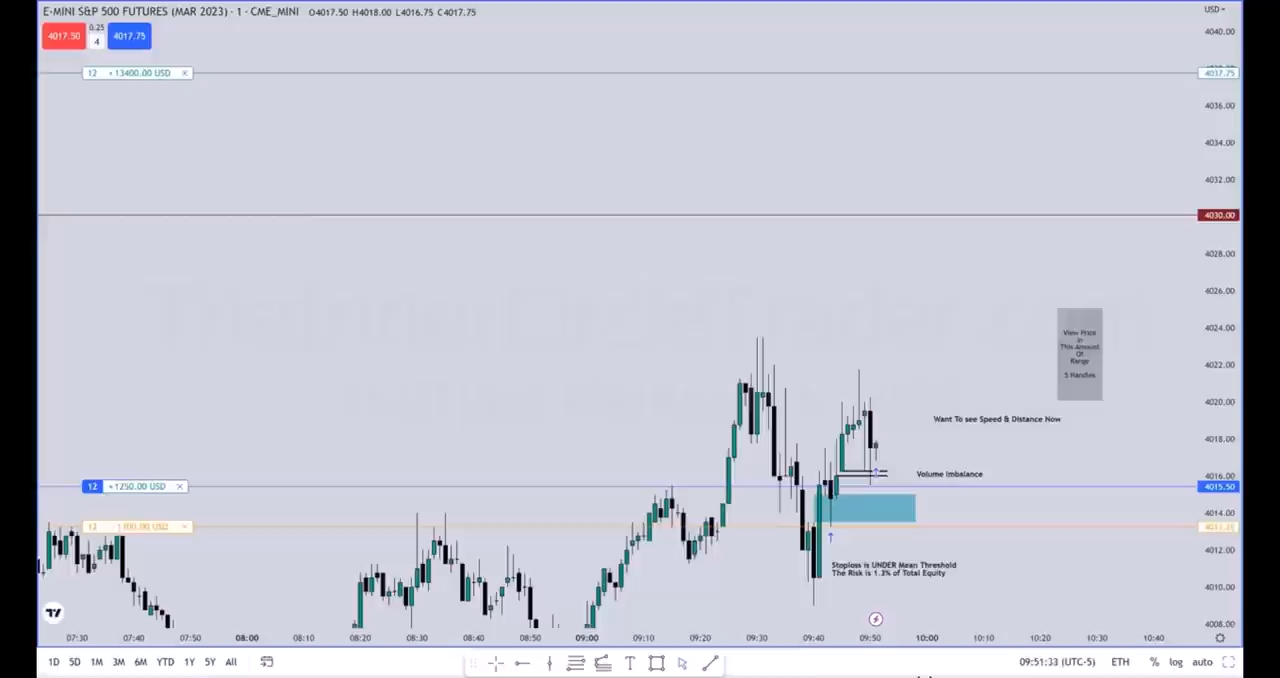 E-MINI S&P 500 FUTURES (MAR 2023) · 1 · CME_MINI O4017.50 H4018.00 L4016.75 C4017.75
USD
4017.50 0.25 4 4017.75
4040.00
12 +13400.00 USD ×
4037.75
4036.00
4034.00
4032.00
4030.00
4028.00
4026.00
4024.00
View Price
in
This Amount
Of
Range
5 Handles
4022.00
4020.00
Want To see Speed & Distance Now
4018.00
Volume Imbalance
4016.00
12 +1250.00 USD ×
4015.50
4014.00
12 USD ×
4012.00
Stoploss is UNDER Mean Threshold
The Risk is 1.3% of Total Equity
4010.00
4008.00
07:30 07:40 07:50 08:00 08:10 08:20 08:30 08:40 08:50 09:00 09:10 09:20 09:30 09:40 09:50 10:00 10:10 10:20 10:30 10:40
1D 5D 1M 3M 6M YTD 1Y 5Y All
09:51:33 (UTC-5) ETH % log auto